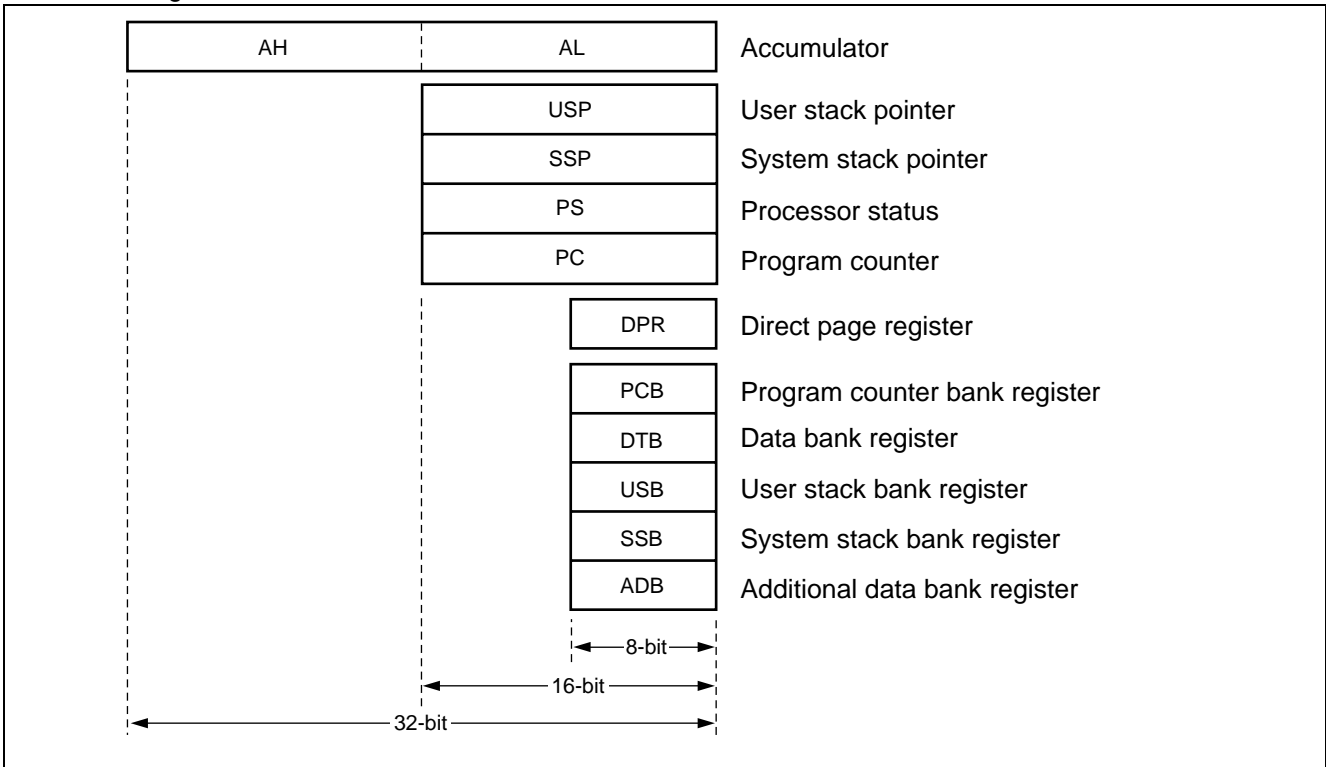 AH AL Accumulator
USP User stack pointer
SSP System stack pointer
PS Processor status
PC Program counter
DPR Direct page register
PCB Program counter bank register
DTB Data bank register
USB User stack bank register
SSB System stack bank register
ADB Additional data bank register
8-bit
16-bit
32-bit